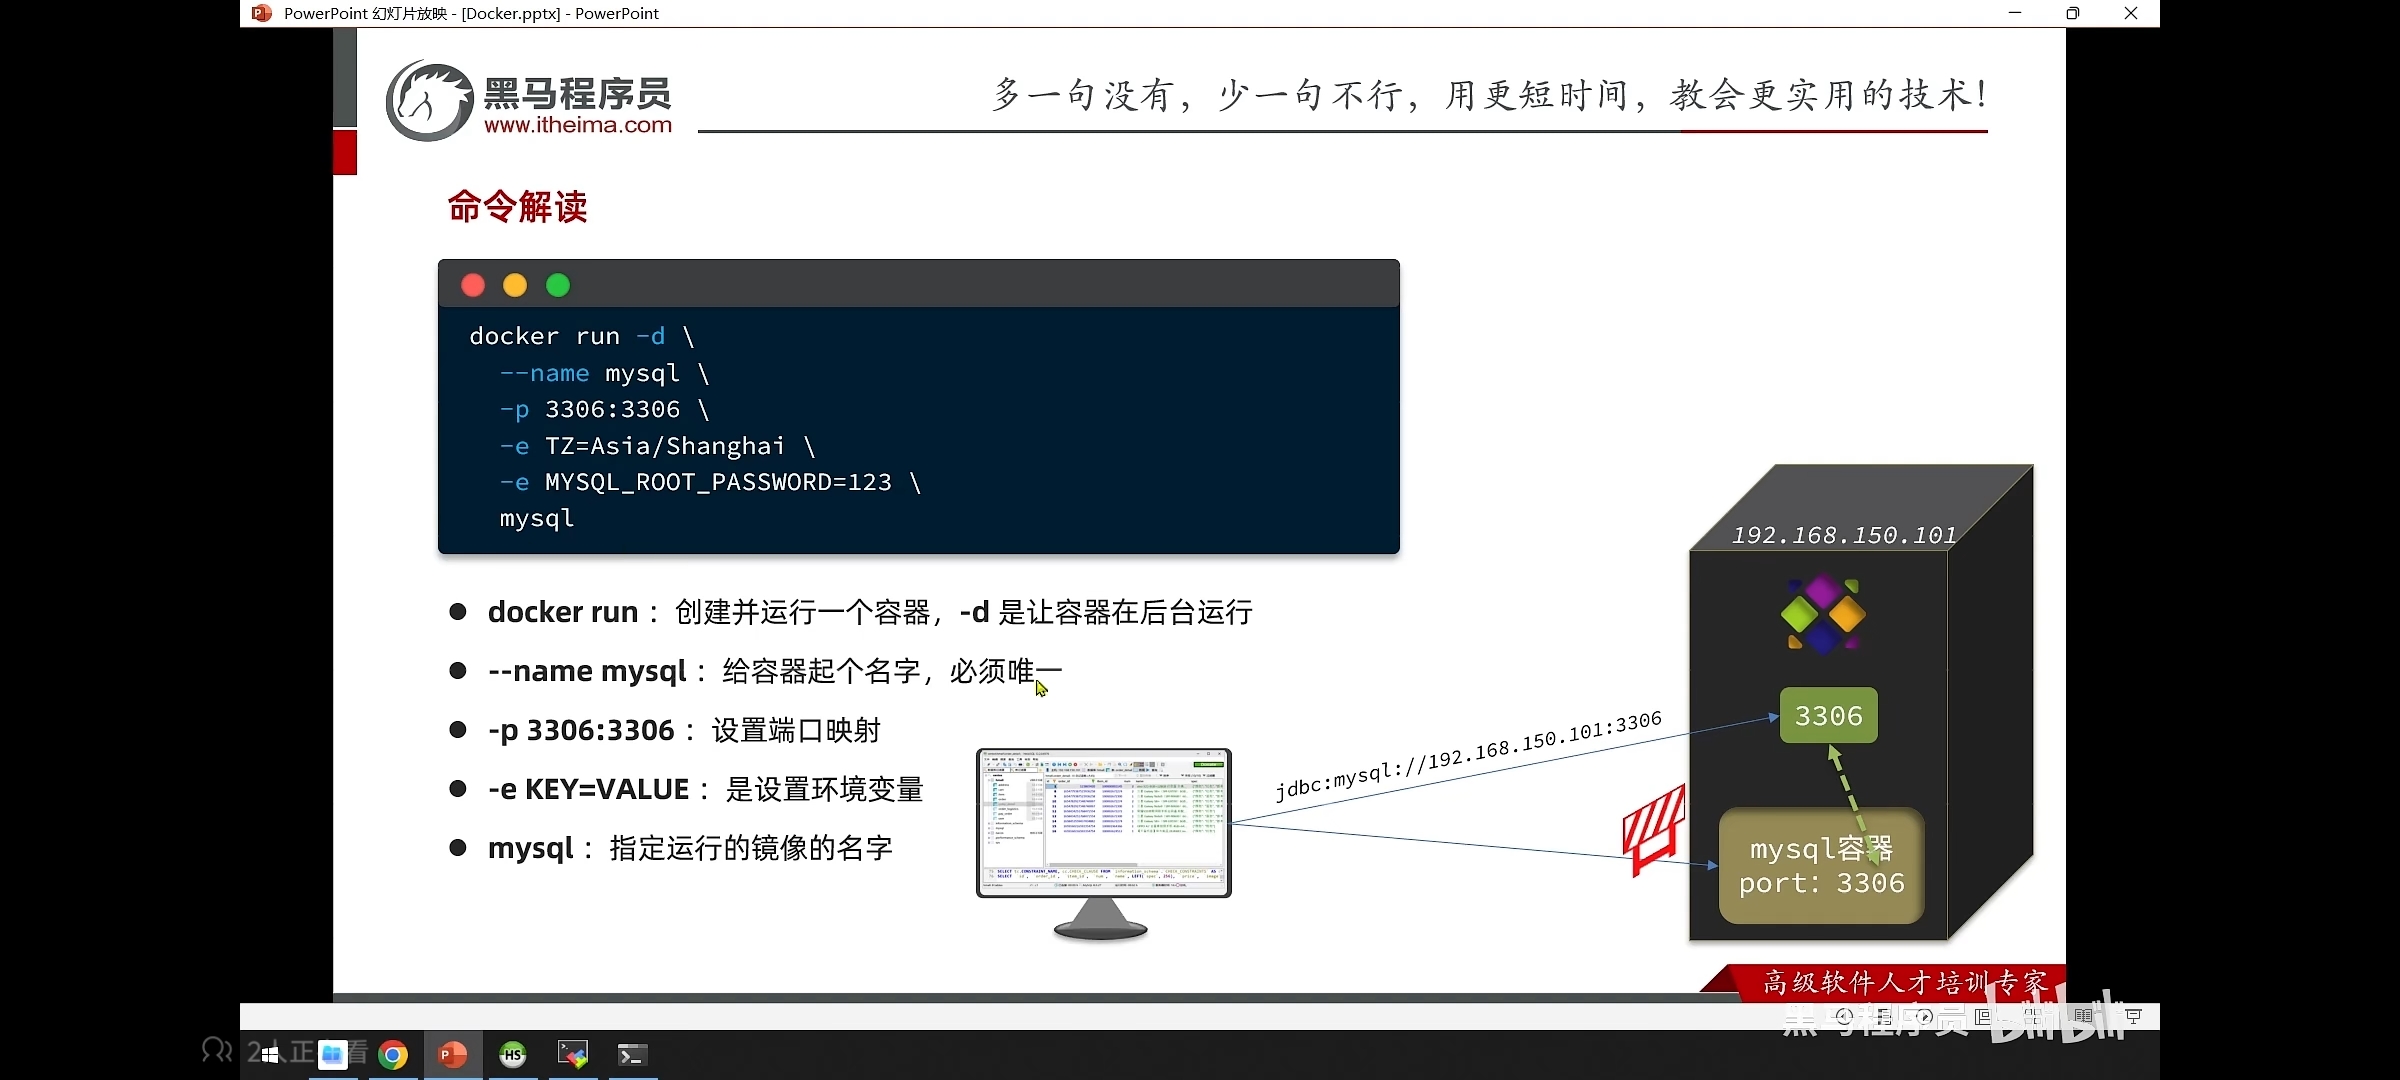 PowerPoint 幻灯片放映 - [Docker.pptx] - PowerPoint
黑马程序员
www.itheima.com
多一句没有，少一句不行，用更短时间，教会更实用的技术！
命令解读
docker run -d \
--name mysql \
-p 3306:3306 \
-e TZ=Asia/Shanghai \
-e MYSQL_ROOT_PASSWORD=123 \
mysql
docker run： 创建并运行一个容器，-d 是让容器在后台运行
--name mysql： 给容器起个名字，必须唯一
-p 3306:3306： 设置端口映射
-e KEY=VALUE： 是设置环境变量
mysql： 指定运行的镜像的名字
jdbc:mysql://192.168.150.101:3306
192.168.150.101
3306
mysql容器
port: 3306
高级软件人才培训专家
黑马程序员 bilibili
2人正 看
HS